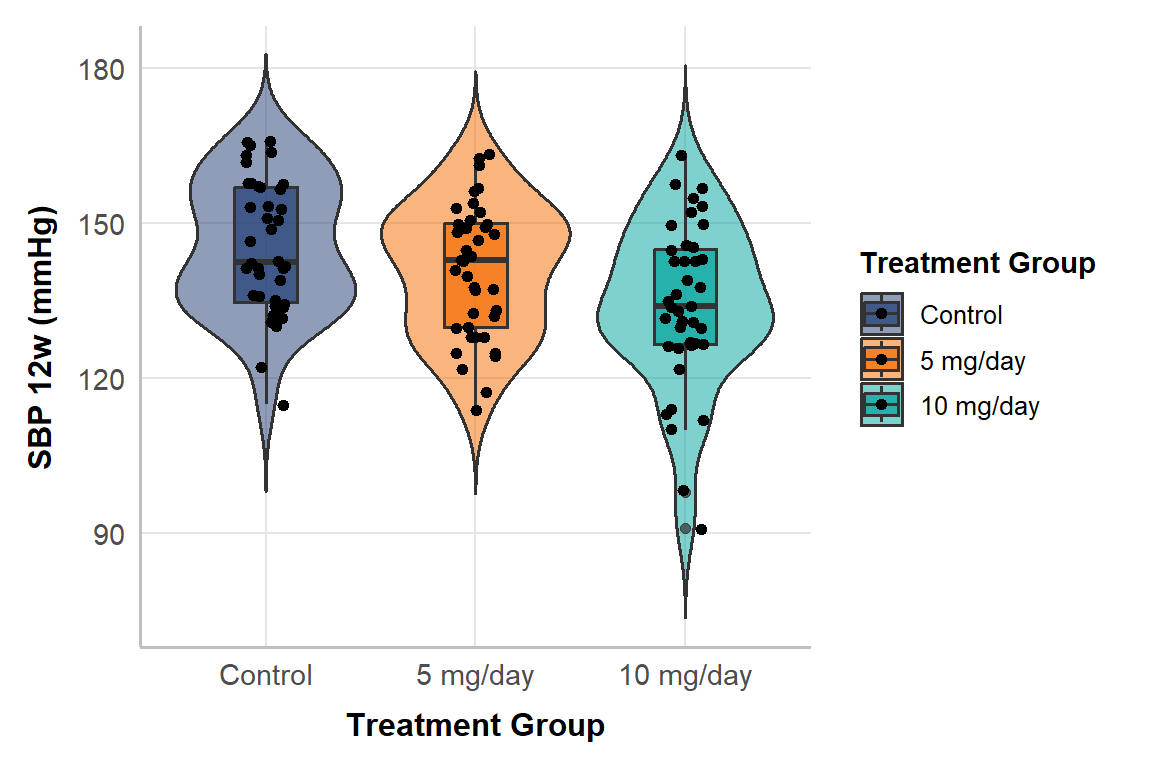 180
150
120
90
SBP 12w (mmHg)
Control
5 mg/day
10 mg/day
Treatment Group
Treatment Group
Control
5 mg/day
10 mg/day